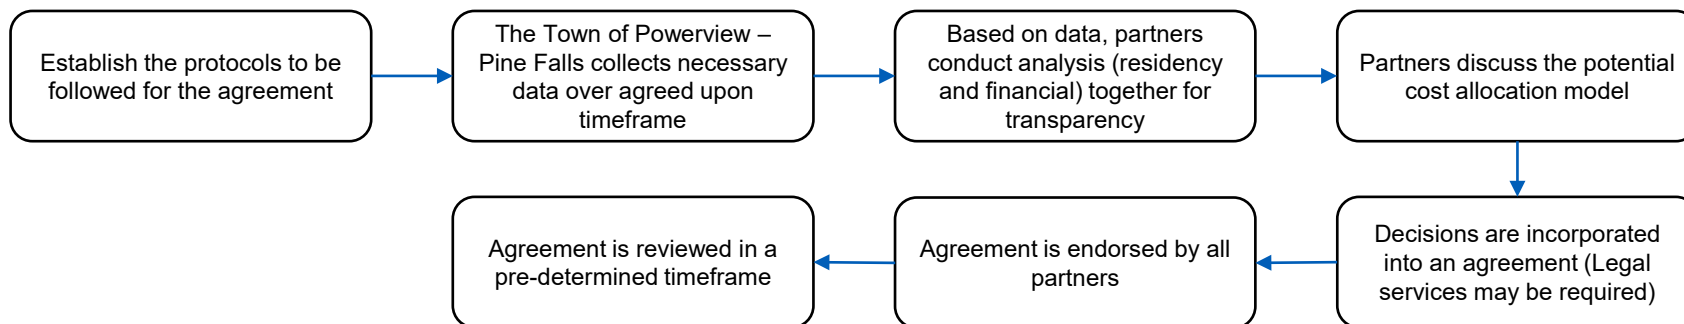 Establish the protocols to be
followed for the agreement
The Town of Powerview –
Pine Falls collects necessary
data over agreed upon
timeframe
Based on data, partners
conduct analysis (residency
and financial) together for
transparency
Partners discuss the potential
cost allocation model
Decisions are incorporated
into an agreement (Legal
services may be required)
Agreement is endorsed by all
partners
Agreement is reviewed in a
pre-determined timeframe